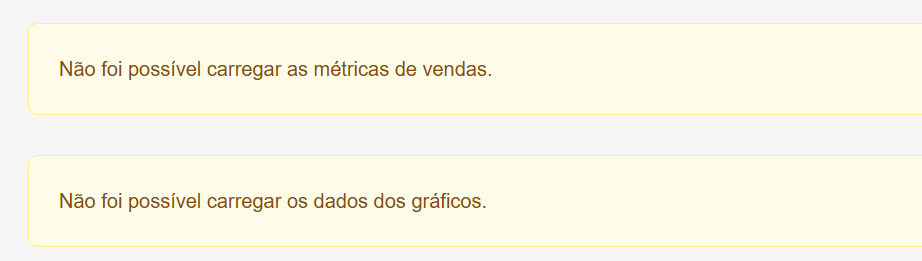 Não foi possível carregar as métricas de vendas.
Não foi possível carregar os dados dos gráficos.